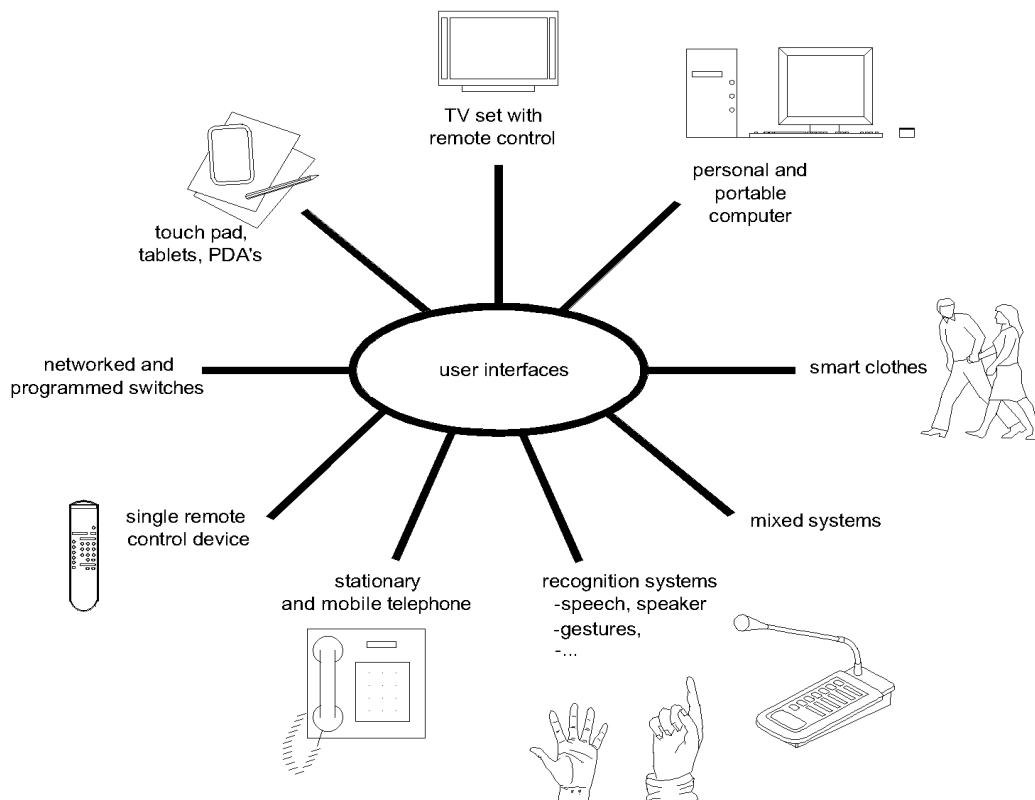 TV set with
remote control
personal and
portable
computer
touch pad,
tablets, PDA's
networked and
programmed switches
user interfaces
smart clothes
single remote
control device
mixed systems
stationary
and mobile telephone
recognition systems
-speech, speaker
-gestures,
-...